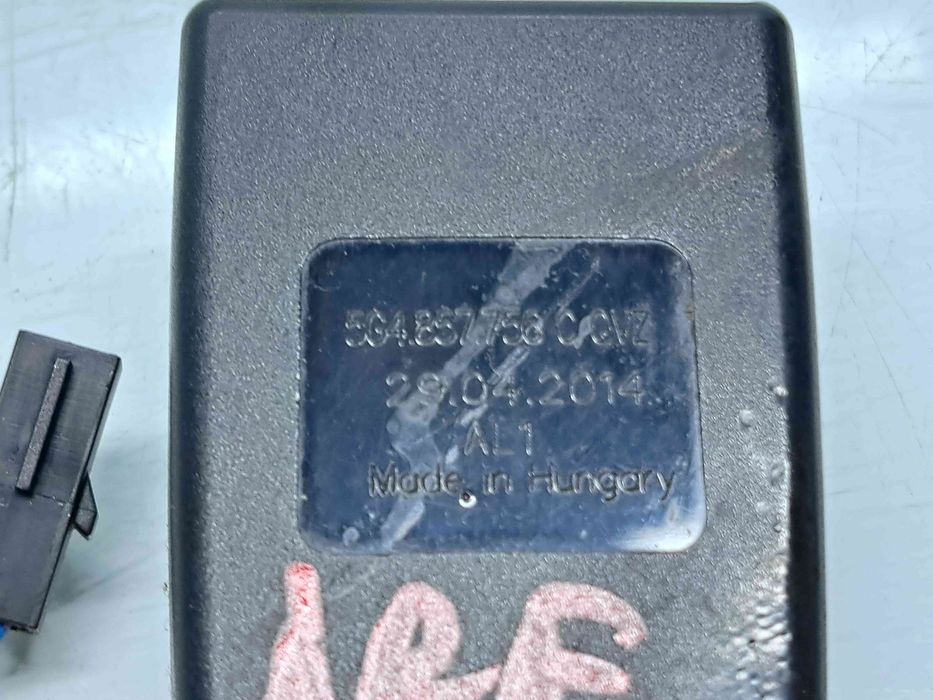 5G4.857.756 C QVZ
29.04.2014
AL1
Made in Hungary